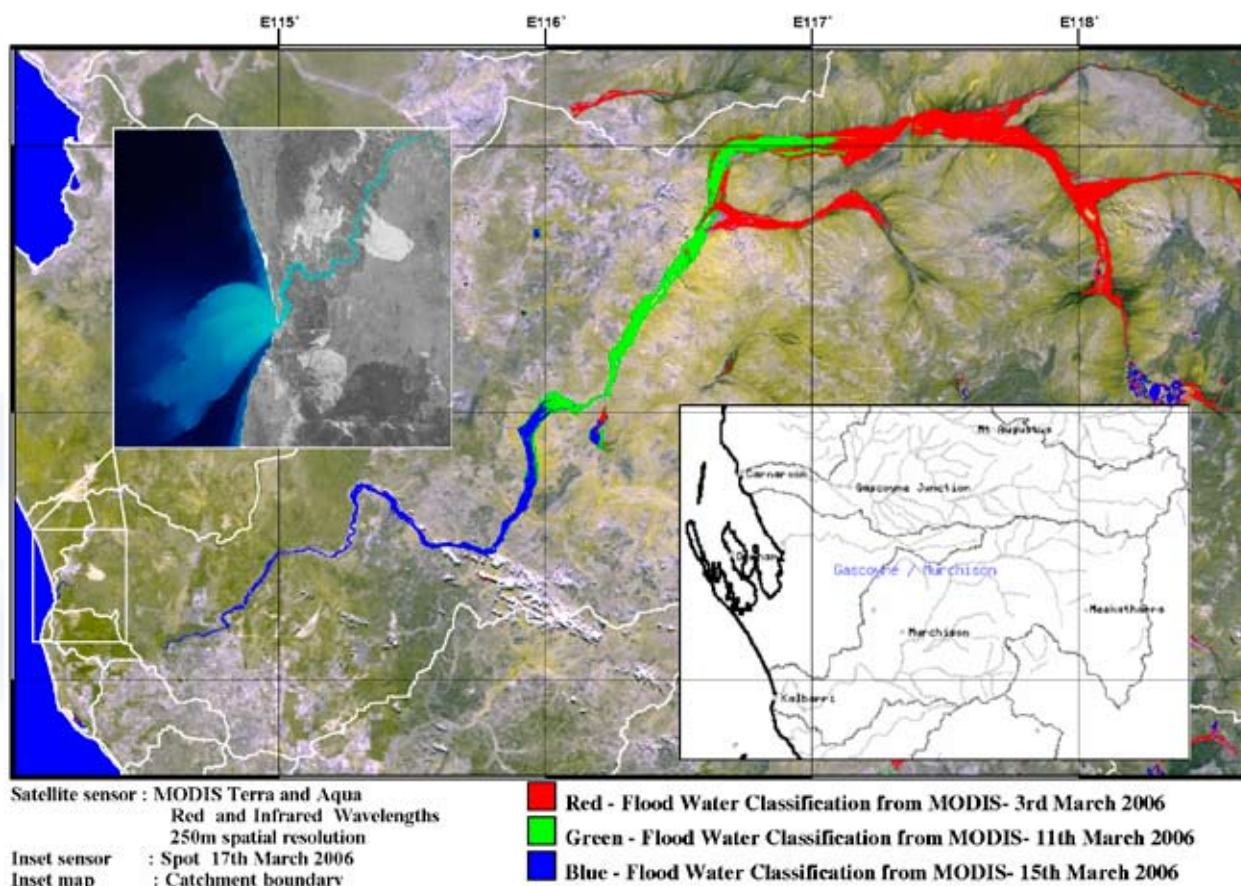 E115° E116° E117° E118°
Mt Augustus
Carnarvon
Gascoyne Junction
Denham
Gascoyne / Murchison
Meekatharra
Murchison
Kalbarri
Satellite sensor : MODIS Terra and Aqua
Red and Infrared Wavelengths
250m spatial resolution
Inset sensor : Spot 17th March 2006
Inset map : Catchment boundary
Red - Flood Water Classification from MODIS- 3rd March 2006
Green - Flood Water Classification from MODIS- 11th March 2006
Blue - Flood Water Classification from MODIS- 15th March 2006